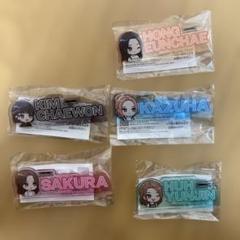 HONG
EUNCHAE
KIM
CHAEWON
KAZUHA
SAKURA
HUH
YUNJIN